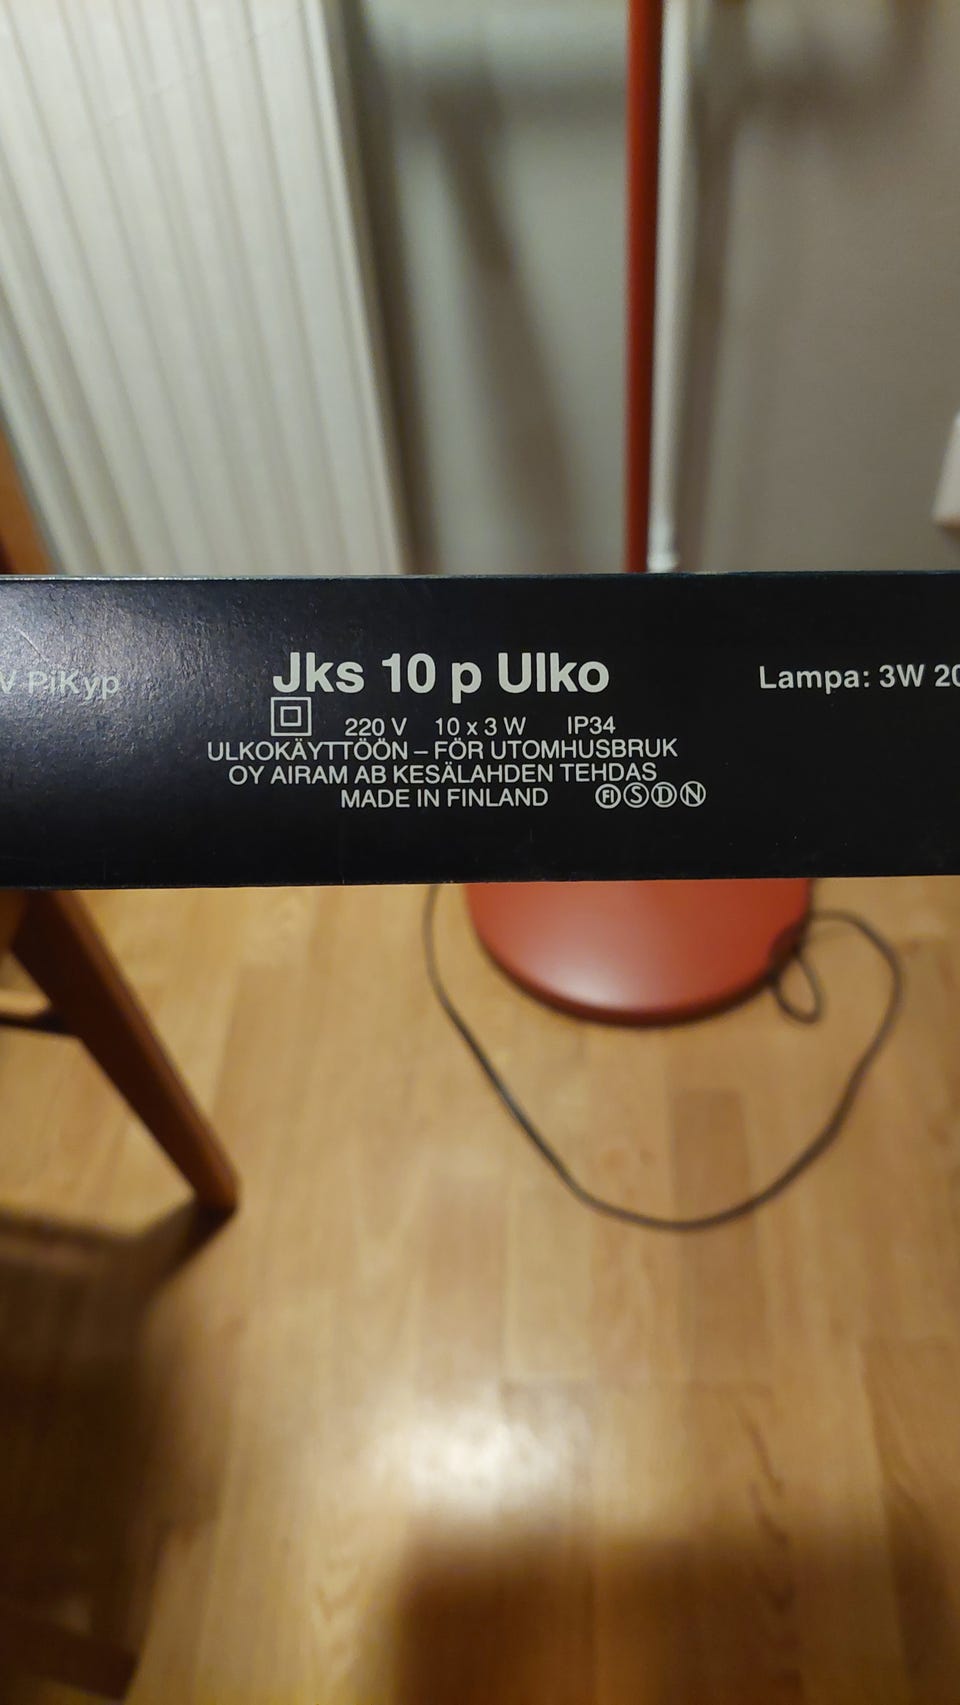 V PiKyp
Jks 10 p Ulko
Lampa: 3W 20
220 V 10 x 3 W IP34
ULKOKÄYTTÖÖN – FÖR UTOMHUSBRUK
OY AIRAM AB KESÄLAHDEN TEHDAS
MADE IN FINLAND FI S D N